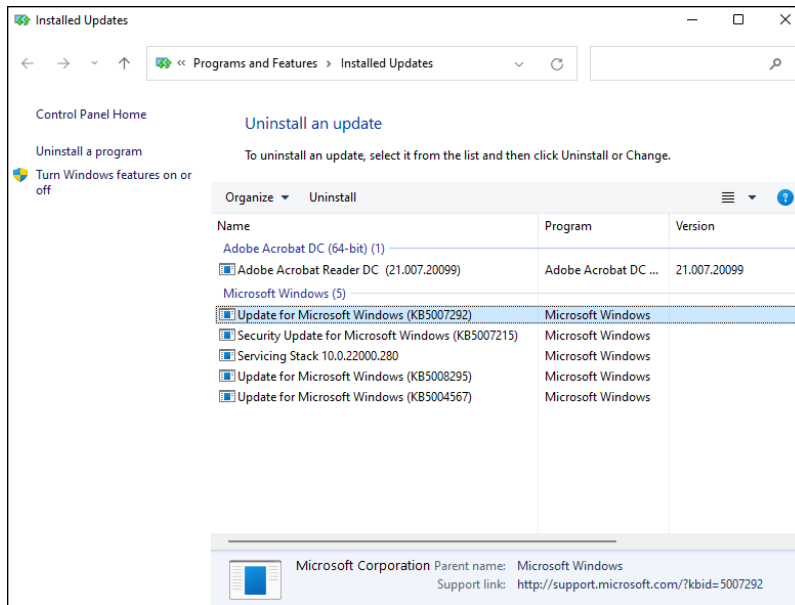 Installed Updates
« Programs and Features › Installed Updates
Control Panel Home
Uninstall a program
Turn Windows features on or
off
Uninstall an update
To uninstall an update, select it from the list and then click Uninstall or Change.
Organize Uninstall
Name Program Version
Adobe Acrobat DC (64-bit) (1)
Adobe Acrobat Reader DC (21.007.20099) Adobe Acrobat DC ... 21.007.20099
Microsoft Windows (5)
Update for Microsoft Windows (KB5007292) Microsoft Windows
Security Update for Microsoft Windows (KB5007215) Microsoft Windows
Servicing Stack 10.0.22000.280 Microsoft Windows
Update for Microsoft Windows (KB5008295) Microsoft Windows
Update for Microsoft Windows (KB5004567) Microsoft Windows
Microsoft Corporation Parent name: Microsoft Windows
Support link: http://support.microsoft.com/?kbid=5007292